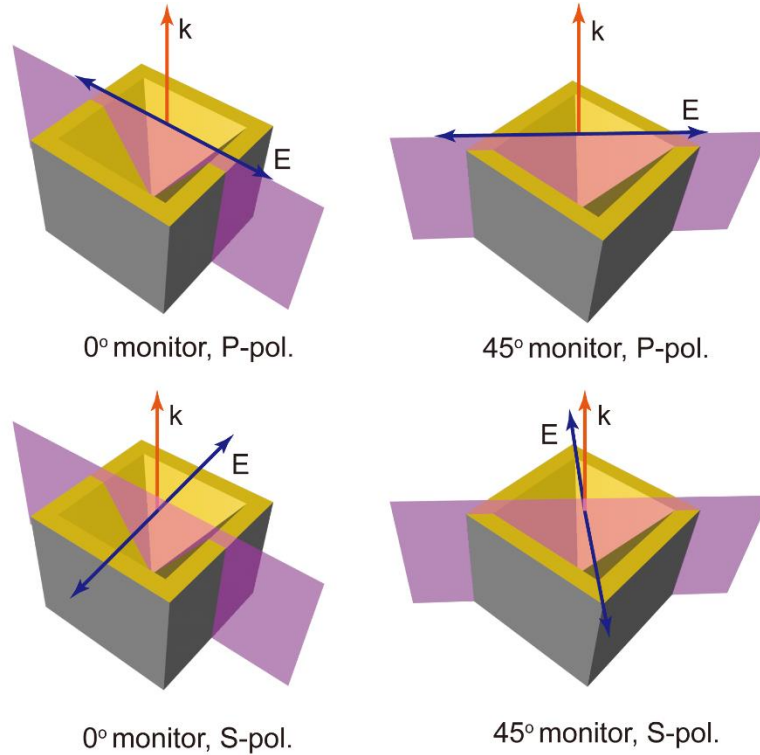 k
E
0° monitor, P-pol.
k
E
45° monitor, P-pol.
k
E
0° monitor, S-pol.
k
E
45° monitor, S-pol.